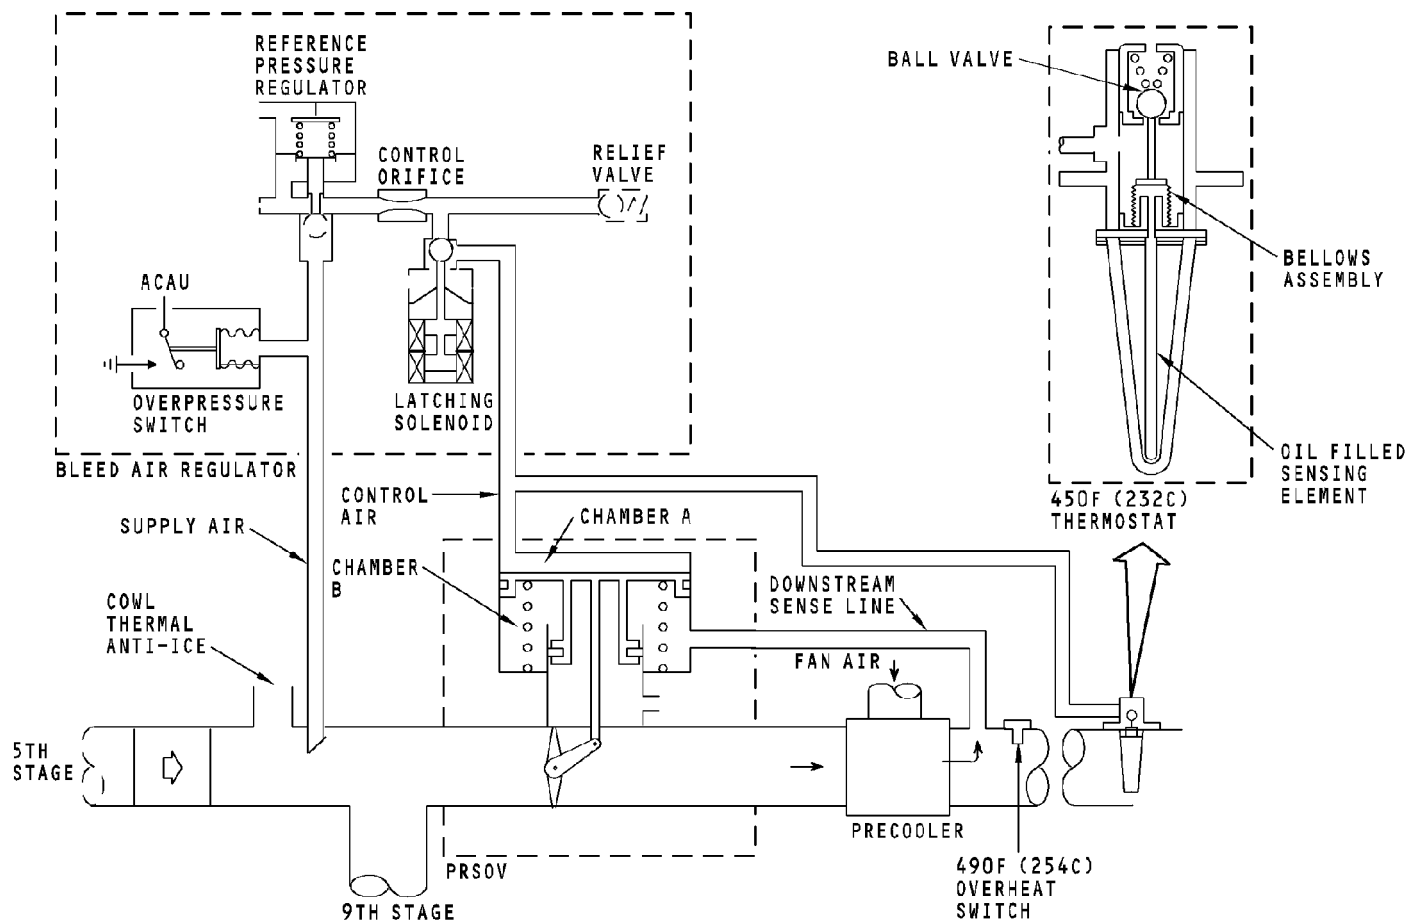 REFERENCE
PRESSURE
REGULATOR
CONTROL
ORIFICE
RELIEF
VALVE
BALL VALVE
ACAU
OVERPRESSURE
SWITCH
LATCHING
SOLENOID
BELLOWS
ASSEMBLY
BLEED AIR REGULATOR
OIL FILLED
SENSING
ELEMENT
450F (232C)
THERMOSTAT
CONTROL
AIR
SUPPLY AIR
CHAMBER A
CHAMBER
B
DOWNSTREAM
SENSE LINE
COWL
THERMAL
ANTI-ICE
FAN AIR
5TH
STAGE
PRECOOLER
PRSOV
490F (254C)
OVERHEAT
SWITCH
9TH STAGE